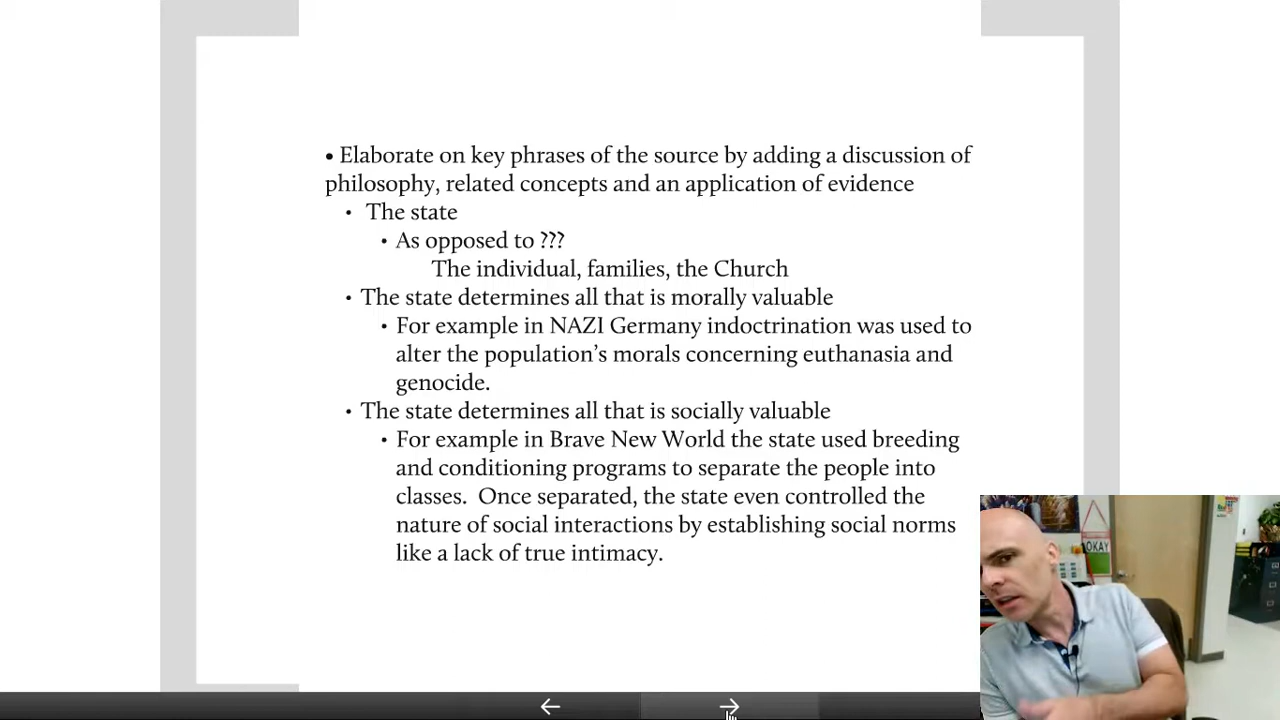 • Elaborate on key phrases of the source by adding a discussion of
philosophy, related concepts and an application of evidence
• The state
• As opposed to ???
The individual, families, the Church
• The state determines all that is morally valuable
• For example in NAZI Germany indoctrination was used to
alter the population's morals concerning euthanasia and
genocide.
• The state determines all that is socially valuable
• For example in Brave New World the state used breeding
and conditioning programs to separate the people into
classes.  Once separated, the state even controlled the
nature of social interactions by establishing social norms
like a lack of true intimacy.
OKAY